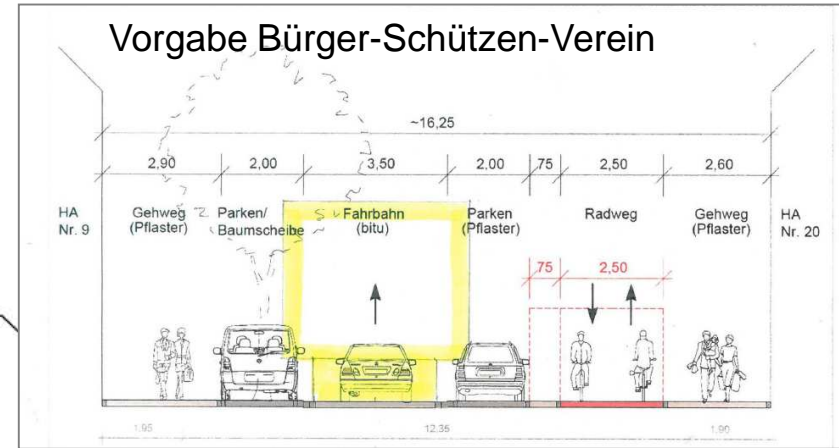 Vorgabe Bürger-Schützen-Verein
~16,25
2,90 2,00 3,50 2,00 75 2,50 2,60
HA Nr. 9
Gehweg (Pflaster)
Parken/ Baumscheibe
Fahrbahn (bitu)
Parken (Pflaster)
Radweg
Gehweg (Pflaster)
HA Nr. 20
75 2,50
1,95 12,35 1,90